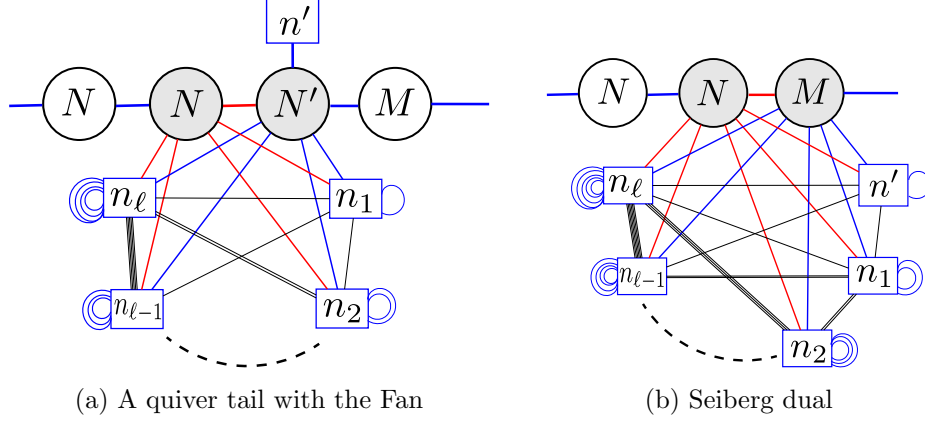 n′
N N N′ M
N N M
n_ℓ n_1
n_ℓ n′
n_{ℓ−1} n_2
n_{ℓ−1} n_1
n_2
(a) A quiver tail with the Fan
(b) Seiberg dual